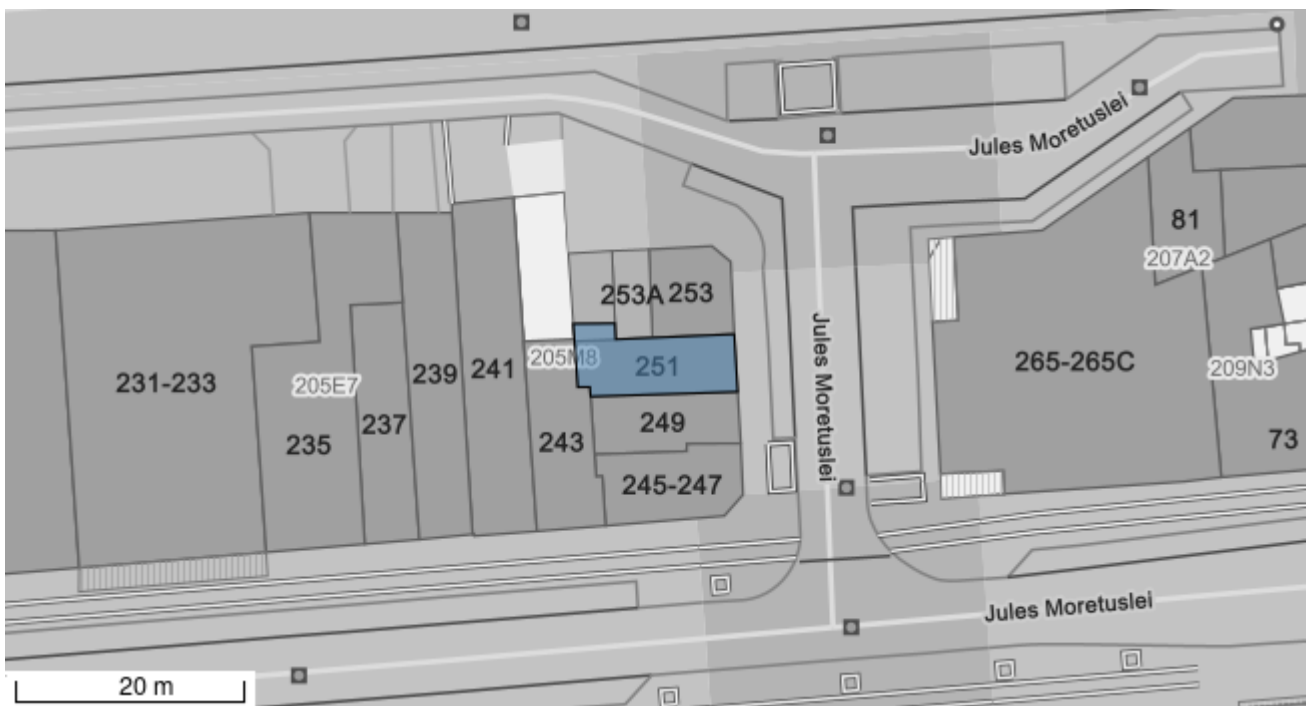 Jules Moretuslei
81
207A2
253A
253
265-265C
205M8
251
209N3
231-233
205E7
239
241
237
249
243
235
Jules Moretuslei
73
245-247
Jules Moretuslei
20 m